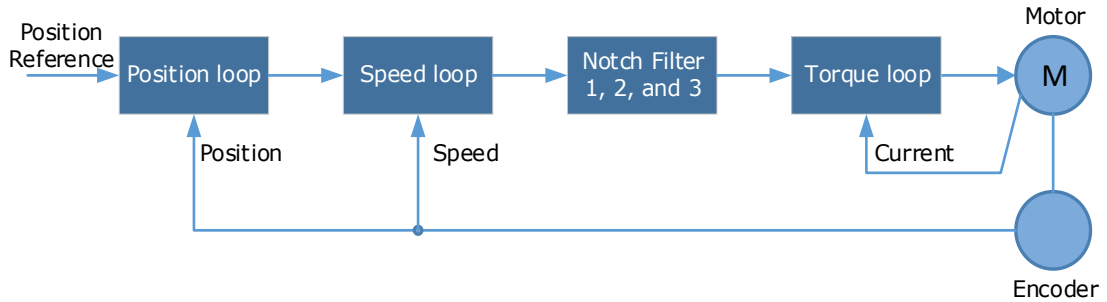 Motor
Position
Reference
Position loop
Speed loop
Notch Filter
1, 2, and 3
Torque loop
M
Position
Speed
Current
Encoder